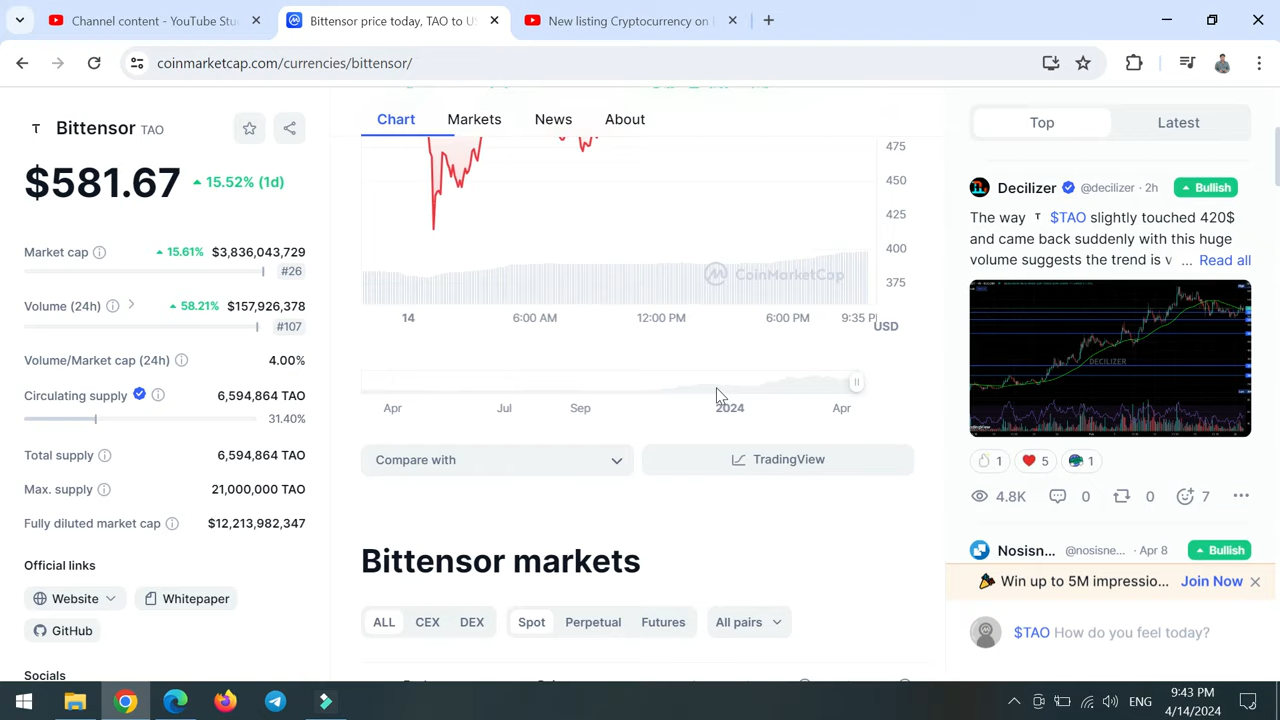 Channel content - YouTube Stu
Bittensor price today, TAO to U
New listing Cryptocurrency on
coinmarketcap.com/currencies/bittensor/
Bittensor TAO
$581.67 15.52% (1d)
Market cap 15.61% $3,836,043,729
#26
Volume (24h) 58.21% $157,926,378
#107
Volume/Market cap (24h) 4.00%
Circulating supply 6,594,864 TAO
31.40%
Total supply 6,594,864 TAO
Max. supply 21,000,000 TAO
Fully diluted market cap $12,213,982,347
Official links
Website Whitepaper
GitHub
Socials
Chart Markets News About
475
450
425
400
375
CoinMarketCap
14 6:00 AM 12:00 PM 6:00 PM 9:35 P
USD
Apr Jul Sep 2024 Apr
Compare with TradingView
Bittensor markets
ALL CEX DEX Spot Perpetual Futures All pairs
Top Latest
Decilizer @decilizer · 2h Bullish
The way $TAO slightly touched 420$
and came back suddenly with this huge
volume suggests the trend is v ... Read all
DECILIZER
1 5 1
4.8K 0 0 7
Nosisn... @nosisne... · Apr 8 Bullish
Win up to 5M impressio... Join Now
$TAO How do you feel today?
ENG
9:43 PM
4/14/2024